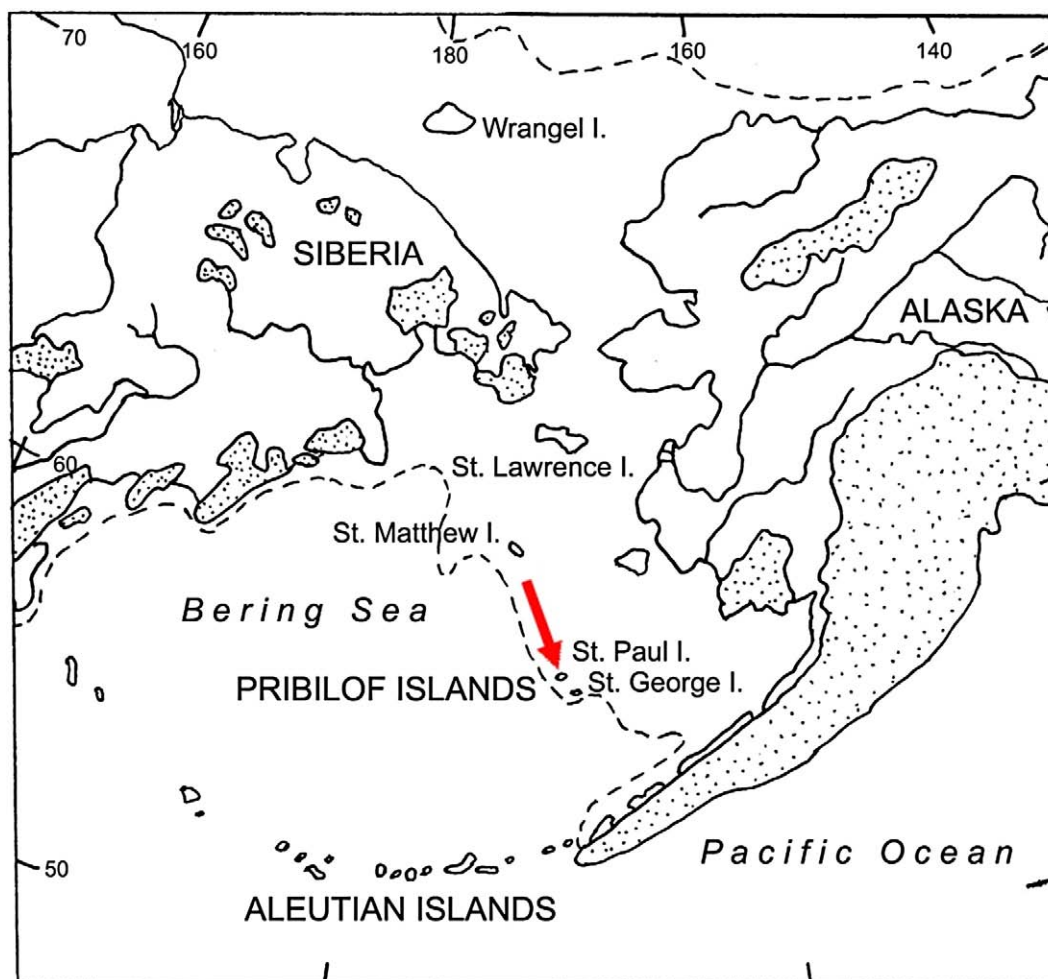 70
160
180
160
140
Wrangel I.
SIBERIA
ALASKA
60
St. Lawrence I.
St. Matthew I.
Bering Sea
St. Paul I.
PRIBILOF ISLANDS
St. George I.
Pacific Ocean
50
ALEUTIAN ISLANDS